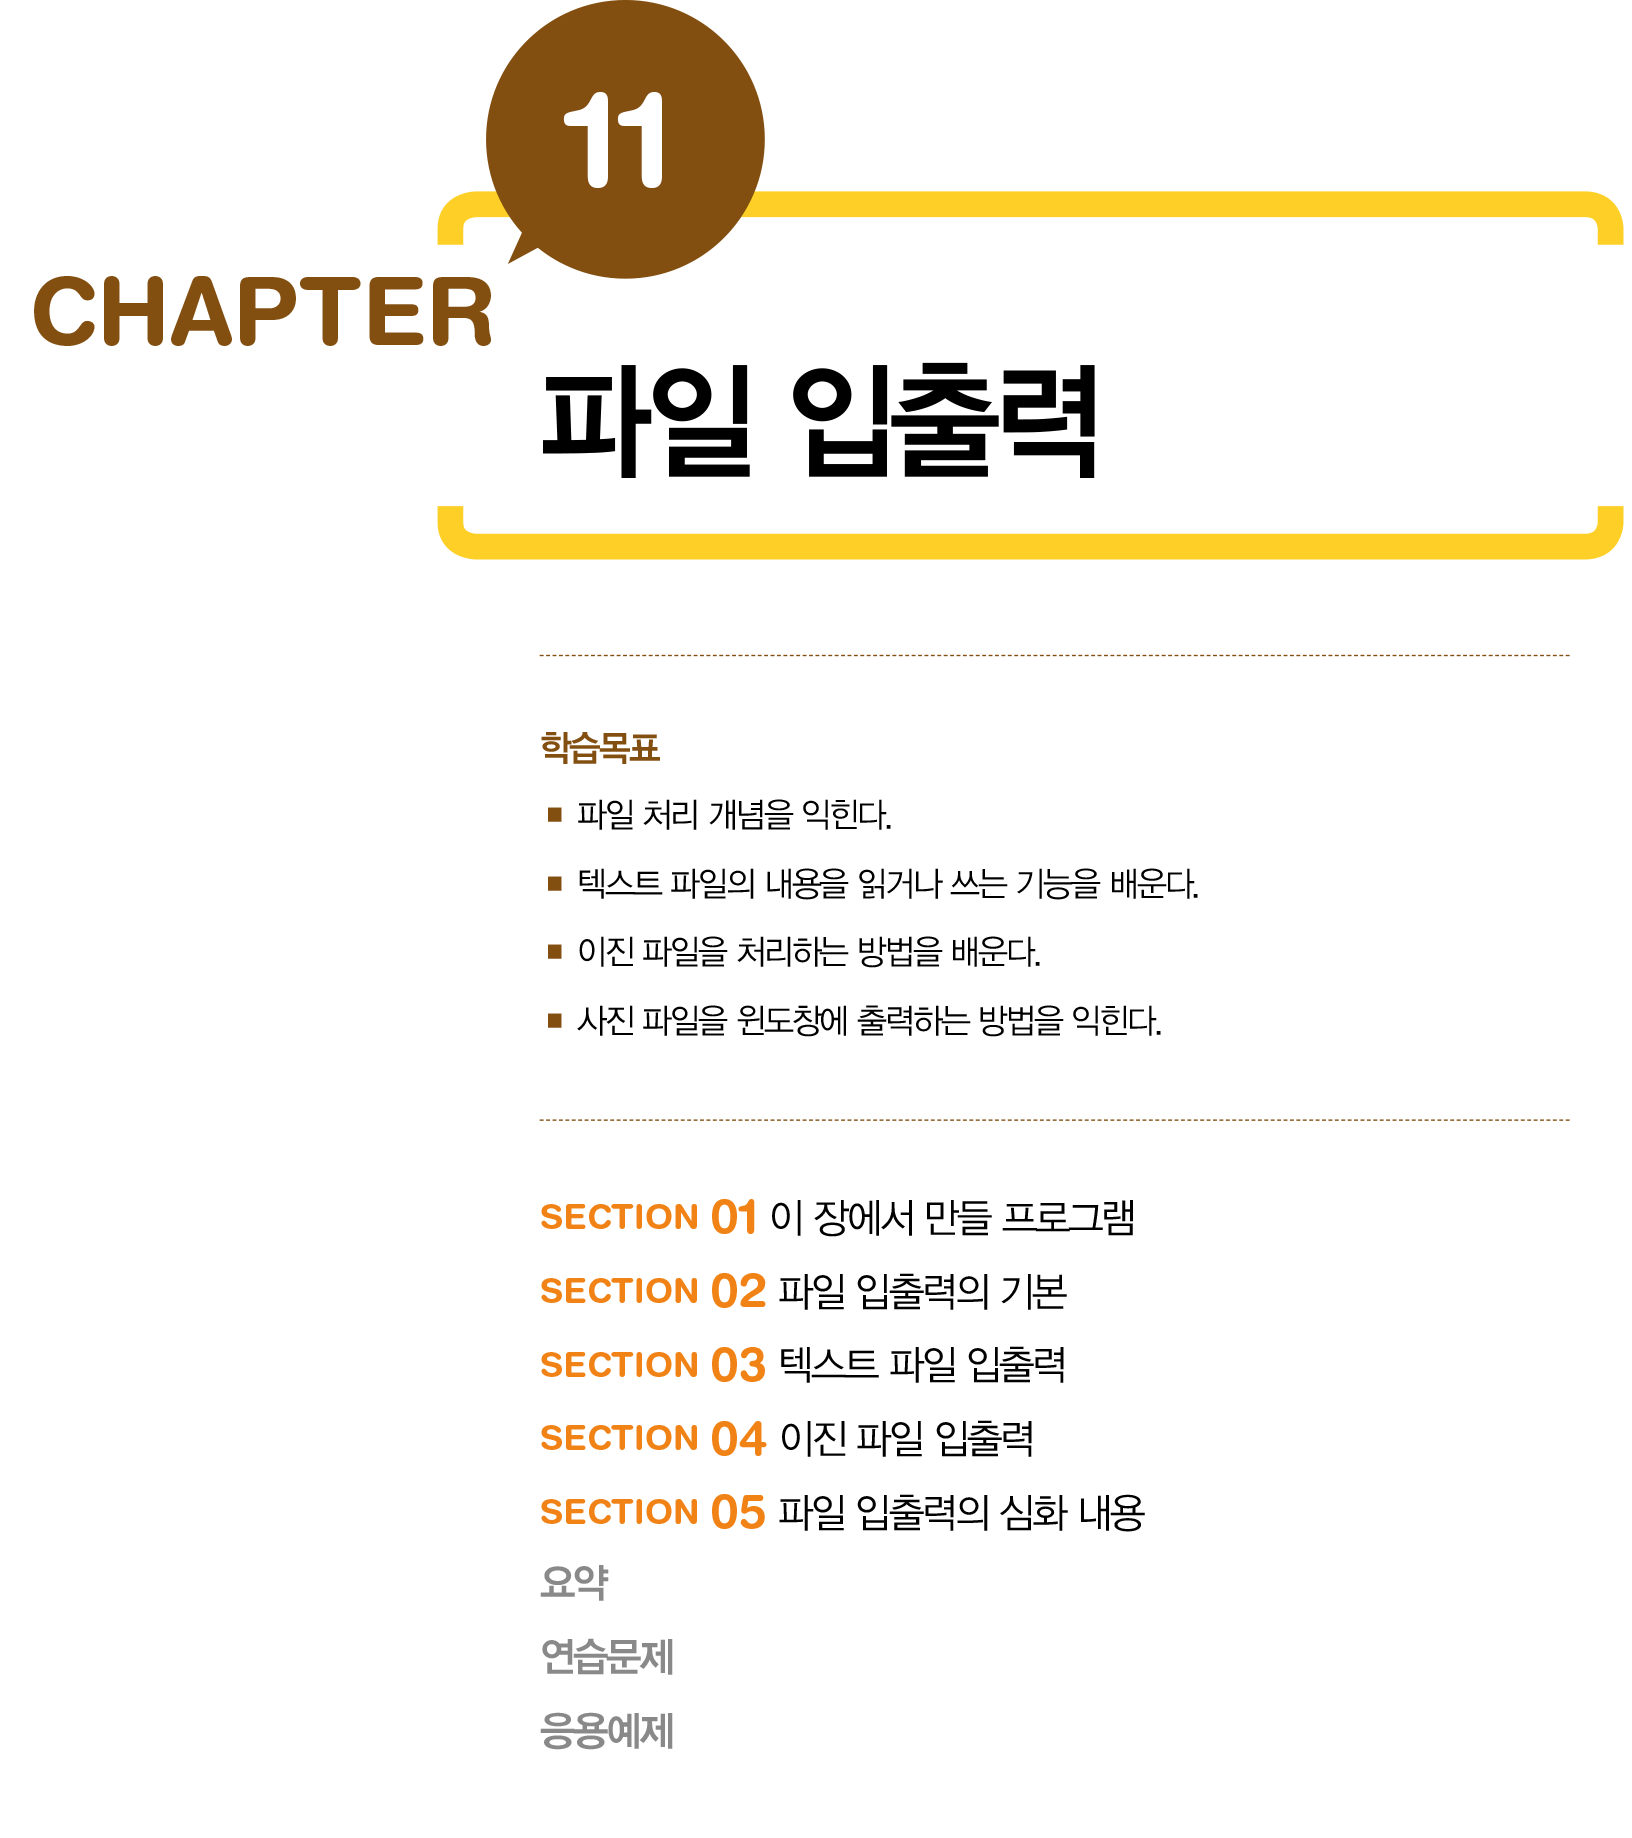 11
CHAPTER
파일 입출력
학습목표
■ 파일 처리 개념을 익힌다.
■ 텍스트 파일의 내용을 읽거나 쓰는 기능을 배운다.
■ 이진 파일을 처리하는 방법을 배운다.
■ 사진 파일을 윈도창에 출력하는 방법을 익힌다.
SECTION 01 이 장에서 만들 프로그램
SECTION 02 파일 입출력의 기본
SECTION 03 텍스트 파일 입출력
SECTION 04 이진 파일 입출력
SECTION 05 파일 입출력의 심화 내용
요약
연습문제
응용예제